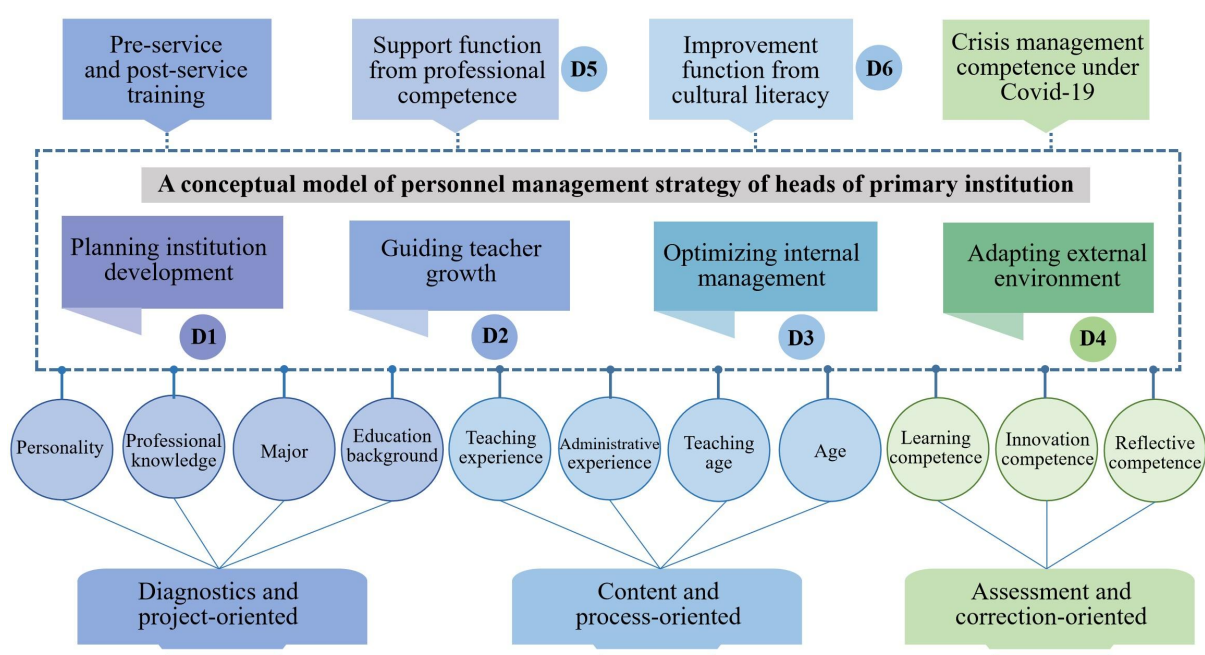 Pre-service
and post-service
training
Support function
from professional
competence
D5
Improvement
function from
cultural literacy
D6
Crisis management
competence under
Covid-19
A conceptual model of personnel management strategy of heads of primary institution
Planning institution
development
D1
Guiding teacher
growth
D2
Optimizing internal
management
D3
Adapting external
environment
D4
Personality
Professional
knowledge
Major
Education
background
Teaching
experience
Administrative
experience
Teaching
age
Age
Learning
competence
Innovation
competence
Reflective
competence
Diagnostics and
project-oriented
Content and
process-oriented
Assessment and
correction-oriented